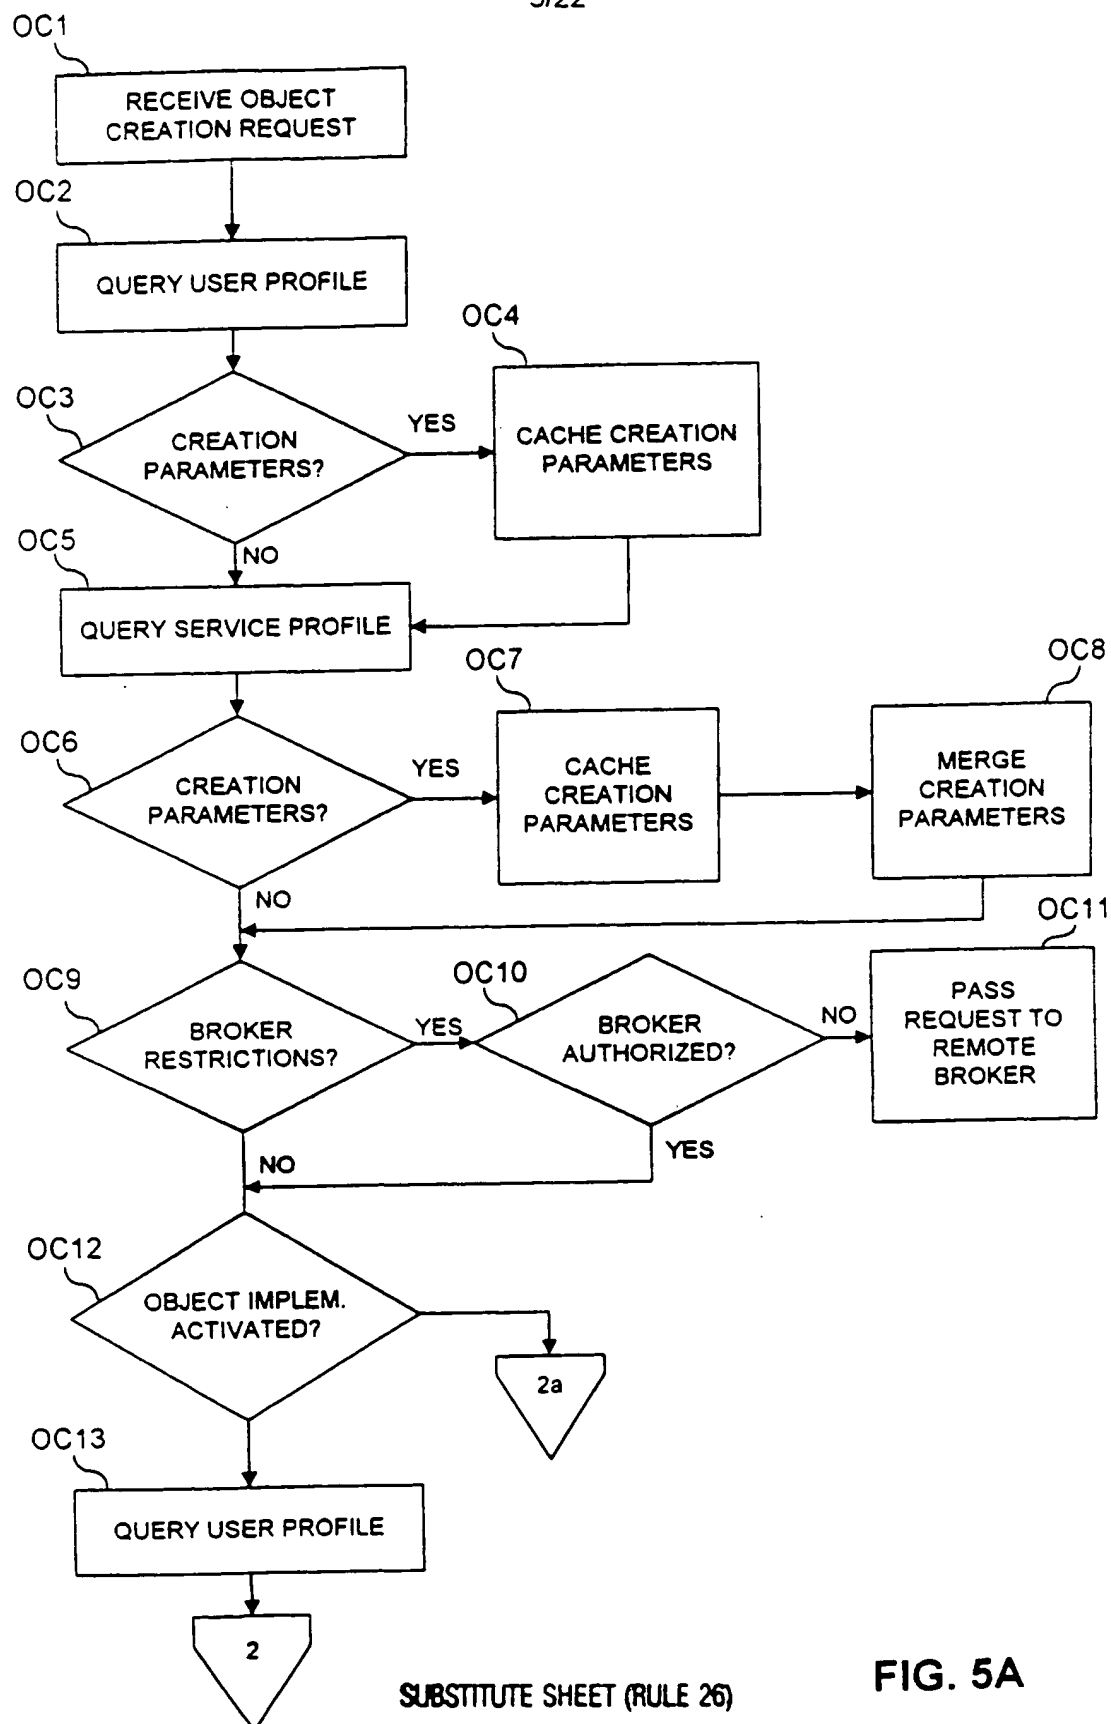 OC1
RECEIVE OBJECT
CREATION REQUEST
OC2
QUERY USER PROFILE
OC3
CREATION
PARAMETERS?
YES
OC4
CACHE CREATION
PARAMETERS
NO
OC5
QUERY SERVICE PROFILE
OC6
CREATION
PARAMETERS?
YES
OC7
CACHE
CREATION
PARAMETERS
OC8
MERGE
CREATION
PARAMETERS
NO
OC9
BROKER
RESTRICTIONS?
YES
OC10
BROKER
AUTHORIZED?
NO
OC11
PASS
REQUEST TO
REMOTE
BROKER
NO
YES
OC12
OBJECT IMPLEM.
ACTIVATED?
2a
OC13
QUERY USER PROFILE
2
SUBSTITUTE SHEET (RULE 26)
FIG. 5A